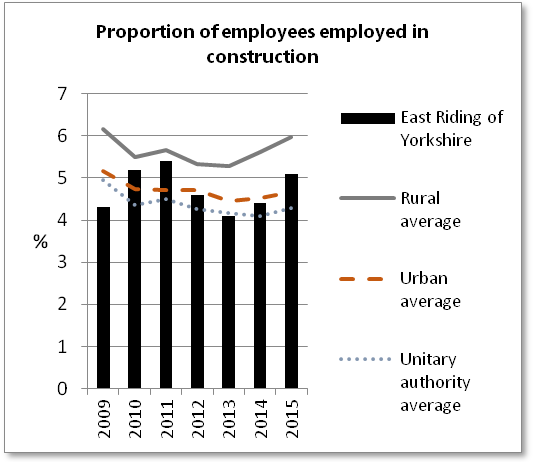 Proportion of employees employed in
construction
7
6
5
4
3
2
1
0
%
2009
2010
2011
2012
2013
2014
2015
East Riding of
Yorkshire
Rural
average
Urban
average
Unitary
authority
average